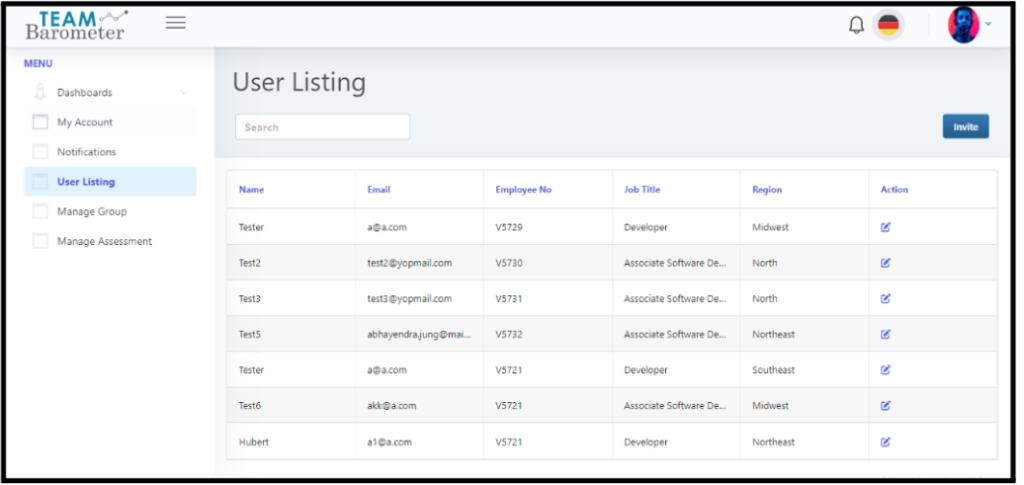 TEAM
Barometer
MENU
Dashboards
My Account
Notifications
User Listing
Manage Group
Manage Assessment
User Listing
Search
Invite
Name Email Employee No Job Title Region Action
Tester a@a.com V5729 Developer Midwest
Test2 test2@yopmail.com V5730 Associate Software De... North
Test3 test3@yopmail.com V5731 Associate Software De... North
Test5 abhayendra.jung@mai... V5732 Associate Software De... Northeast
Tester a@a.com V5721 Developer Southeast
Test6 akk@a.com V5721 Associate Software De... Midwest
Hubert a1@a.com V5721 Developer Northeast